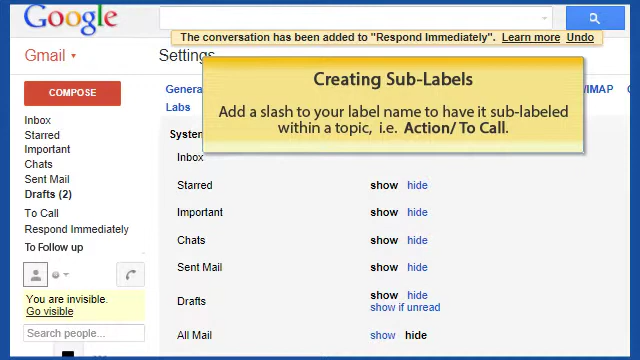 Google
The conversation has been added to "Respond Immediately". Learn more Undo
Gmail
Settings
Creating Sub-Labels
Add a slash to your label name to have it sub-labeled
within a topic, i.e. Action/ To Call.
Genera
/IMAP
Labs
COMPOSE
System
Inbox
Inbox
Starred
Important
Chats
Sent Mail
Drafts (2)
To Call
Respond Immediately
To Follow up
You are invisible.
Go visible
Search people...
Starred show hide
Important show hide
Chats show hide
Sent Mail show hide
Drafts show hide
show if unread
All Mail show hide